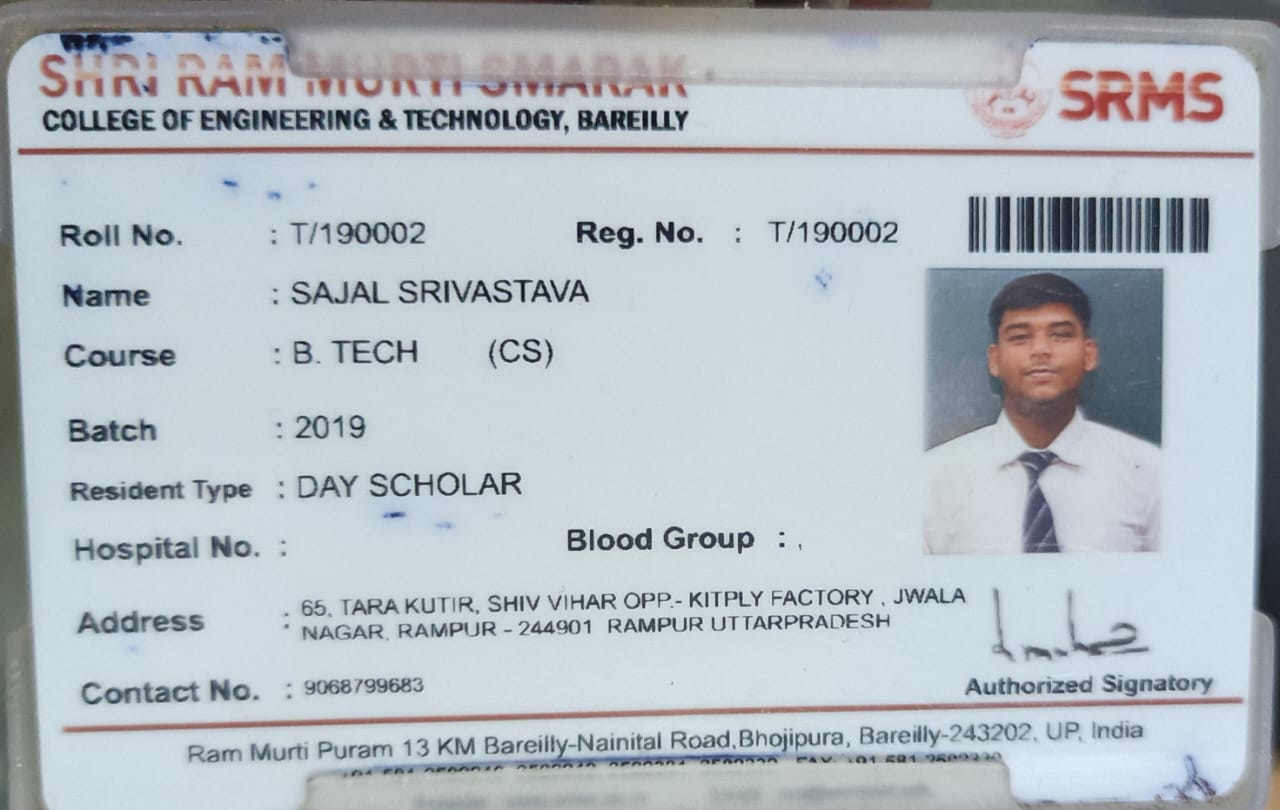 SHRI RAM MURTI SMARAK
COLLEGE OF ENGINEERING & TECHNOLOGY, BAREILLY
SRMS
Roll No. : T/190002 Reg. No. : T/190002
Name : SAJAL SRIVASTAVA
Course : B. TECH (CS)
Batch : 2019
Resident Type : DAY SCHOLAR
Hospital No. : Blood Group : ,
Address : 65, TARA KUTIR, SHIV VIHAR OPP.- KITPLY FACTORY , JWALA
NAGAR, RAMPUR - 244901 RAMPUR UTTARPRADESH
Contact No. : 9068799683
Authorized Signatory
Ram Murti Puram 13 KM Bareilly-Nainital Road,Bhojipura, Bareilly-243202, UP, India